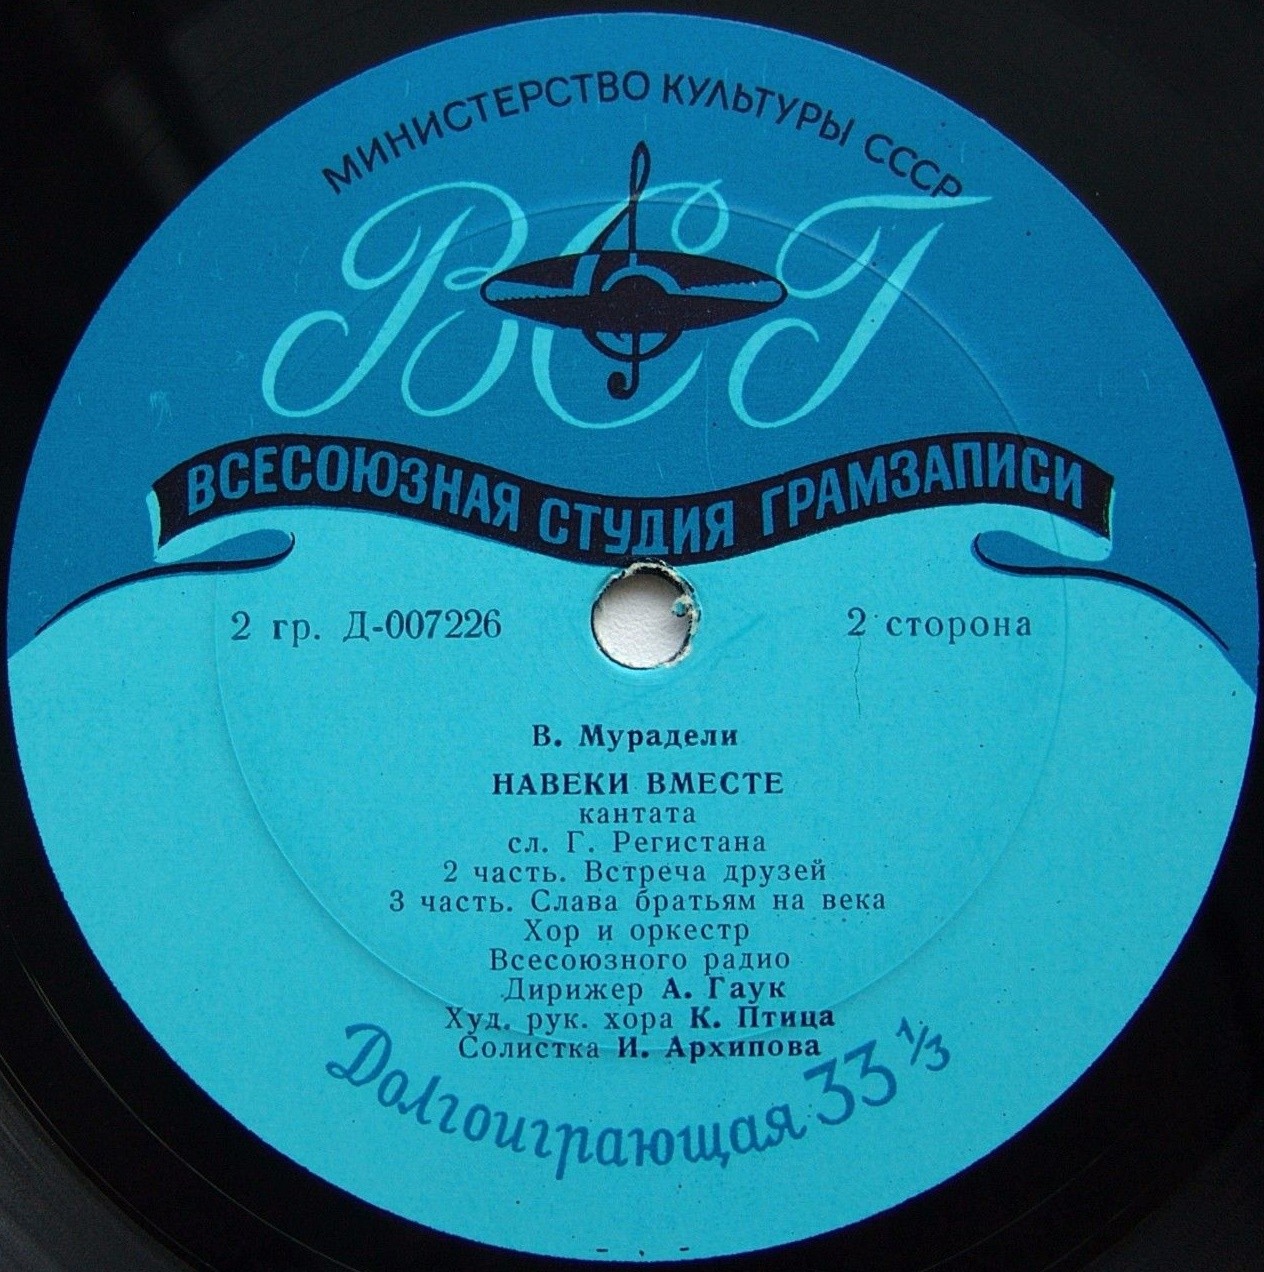 МИНИСТЕРСТВО КУЛЬТУРЫ СССР
ВСГ
ВСЕСОЮЗНАЯ СТУДИЯ ГРАМЗАПИСИ
2 гр. Д-007226
2 сторона
В. Мурадели
НАВЕКИ ВМЕСТЕ
кантата
сл. Г. Регистана
2 часть. Встреча друзей
3 часть. Слава братьям на века
Хор и оркестр
Всесоюзного радио
Дирижер А. Гаук
Худ. рук. хора К. Птица
Солистка И. Архипова
Долгоиграющая 33 1/3